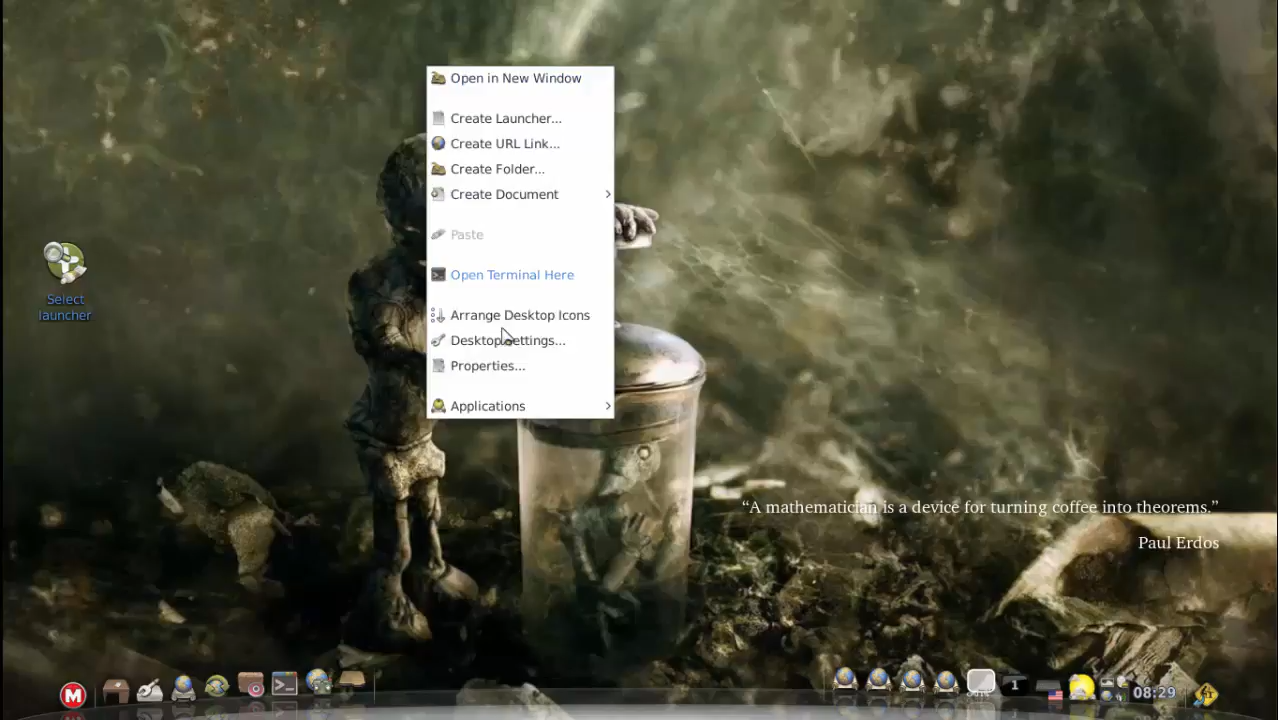 Open in New Window
Create Launcher...
Create URL Link...
Create Folder...
Create Document
Paste
Open Terminal Here
Arrange Desktop Icons
Desktop Settings...
Properties...
Applications
Select
launcher
“A mathematician is a device for turning coffee into theorems.”
Paul Erdos
M
1
08:29